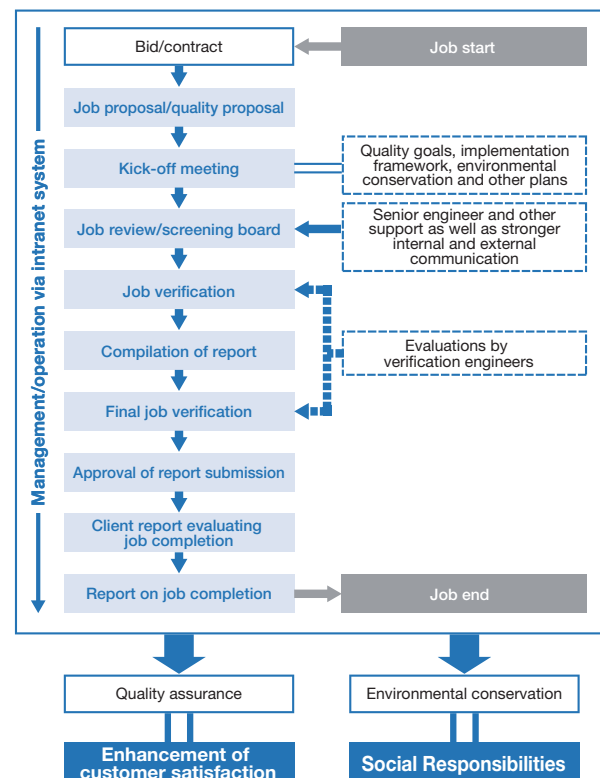 Bid/contract
Job start
Job proposal/quality proposal
Kick-off meeting
Quality goals, implementation
framework, environmental
conservation and other plans
Job review/screening board
Senior engineer and other
support as well as stronger
internal and external
communication
Job verification
Compilation of report
Evaluations by
verification engineers
Final job verification
Approval of report submission
Client report evaluating
job completion
Report on job completion
Job end
Management/operation via intranet system
Quality assurance
Environmental conservation
Enhancement of
customer satisfaction
Social Responsibilities